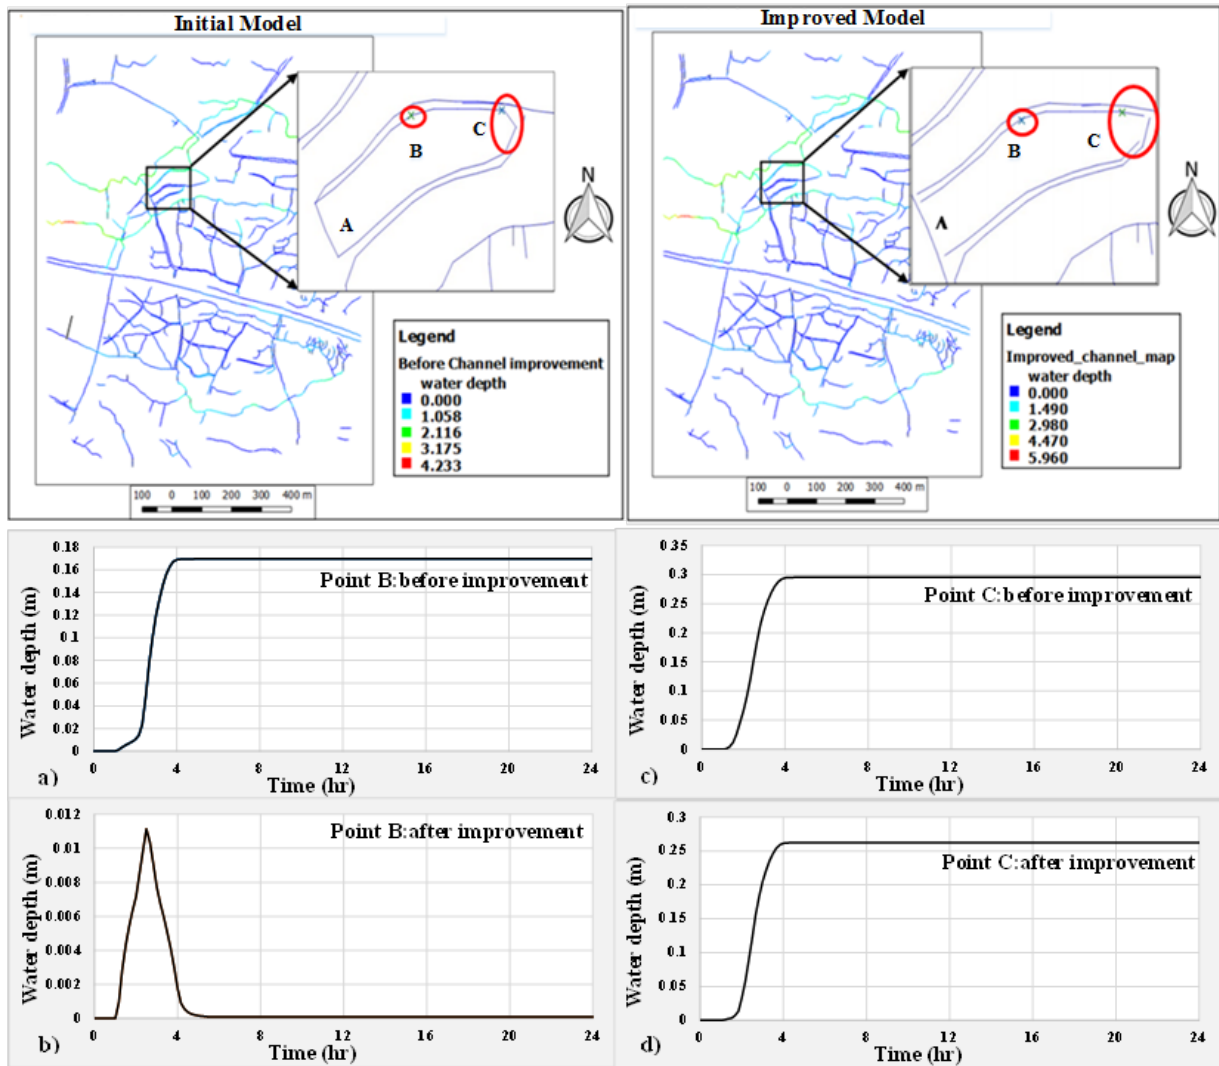 Initial Model
B
C
A
N
Legend
Before Channel improvement
water depth
0.000
1.058
2.116
3.175
4.233
100 0 100 200 300 400 m
Improved Model
B
C
A
N
Legend
Improved_channel_map
water depth
0.000
1.490
2.980
4.470
5.960
100 0 100 200 300 400 m
Water depth (m)
0.18
0.16
0.14
0.12
0.1
0.08
0.06
0.04
0.02
0
Point B:before improvement
0 4 8 12 16 20 24
Time (hr)
a)
Water depth (m)
0.35
0.3
0.25
0.2
0.15
0.1
0.05
0
Point C:before improvement
0 4 8 12 16 20 24
Time (hr)
c)
Water depth (m)
0.012
0.01
0.008
0.006
0.004
0.002
0
Point B:after improvement
0 4 8 12 16 20 24
Time (hr)
b)
Water depth (m)
0.3
0.25
0.2
0.15
0.1
0.05
0
Point C:after improvement
0 4 8 12 16 20 24
Time (hr)
d)